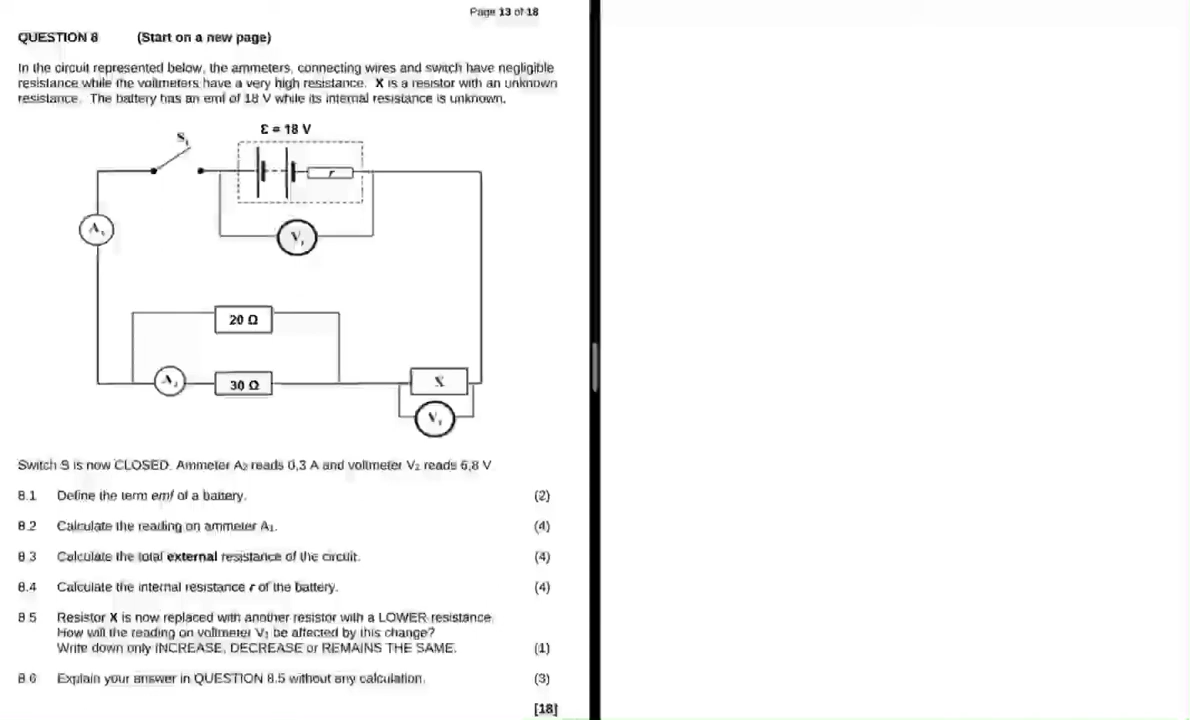 Page 13 of 18
QUESTION 8 (Start on a new page)
In the circuit represented below, the ammeters, connecting wires and switch have negligible
resistance while the voltmeters have a very high resistance. X is a resistor with an unknown
resistance. The battery has an emf of 18 V while its internal resistance is unknown.
ε = 18 V
S₁
r
A₁
V₁
20 Ω
A₂
30 Ω
X
V₂
Switch S is now CLOSED. Ammeter A₂ reads 0,3 A and voltmeter V₂ reads 6,8 V
8.1 Define the term emf of a battery. (2)
8.2 Calculate the reading on ammeter A₁. (4)
8.3 Calculate the total external resistance of the circuit. (4)
8.4 Calculate the internal resistance r of the battery. (4)
8.5 Resistor X is now replaced with another resistor with a LOWER resistance.
How will the reading on voltmeter V₁ be affected by this change?
Write down only INCREASE, DECREASE or REMAINS THE SAME. (1)
8.6 Explain your answer in QUESTION 8.5 without any calculation. (3)
[18]